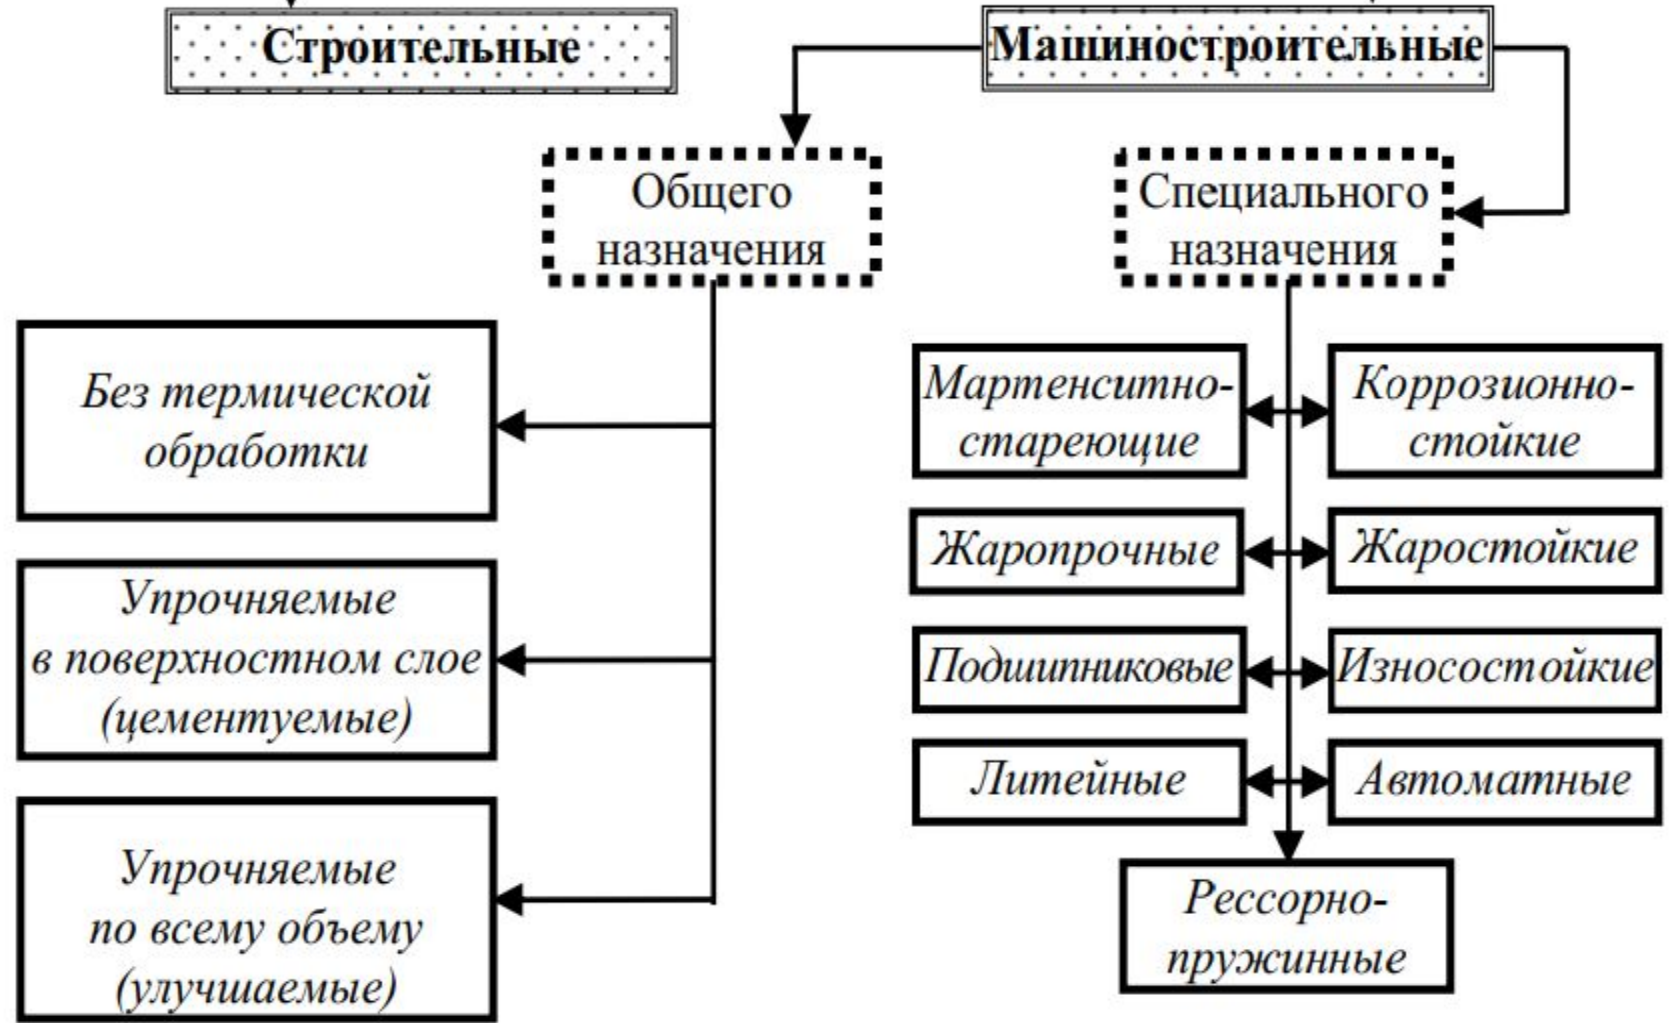 Строительные
Машиностроительные
Общего
назначения
Специального
назначения
Без термической
обработки
Упрочняемые
в поверхностном слое
(цементуемые)
Упрочняемые
по всему объему
(улучшаемые)
Мартенситно-
стареющие
Коррозионно-
стойкие
Жаропрочные
Жаростойкие
Подшипниковые
Износостойкие
Литейные
Автоматные
Рессорно-
пружинные